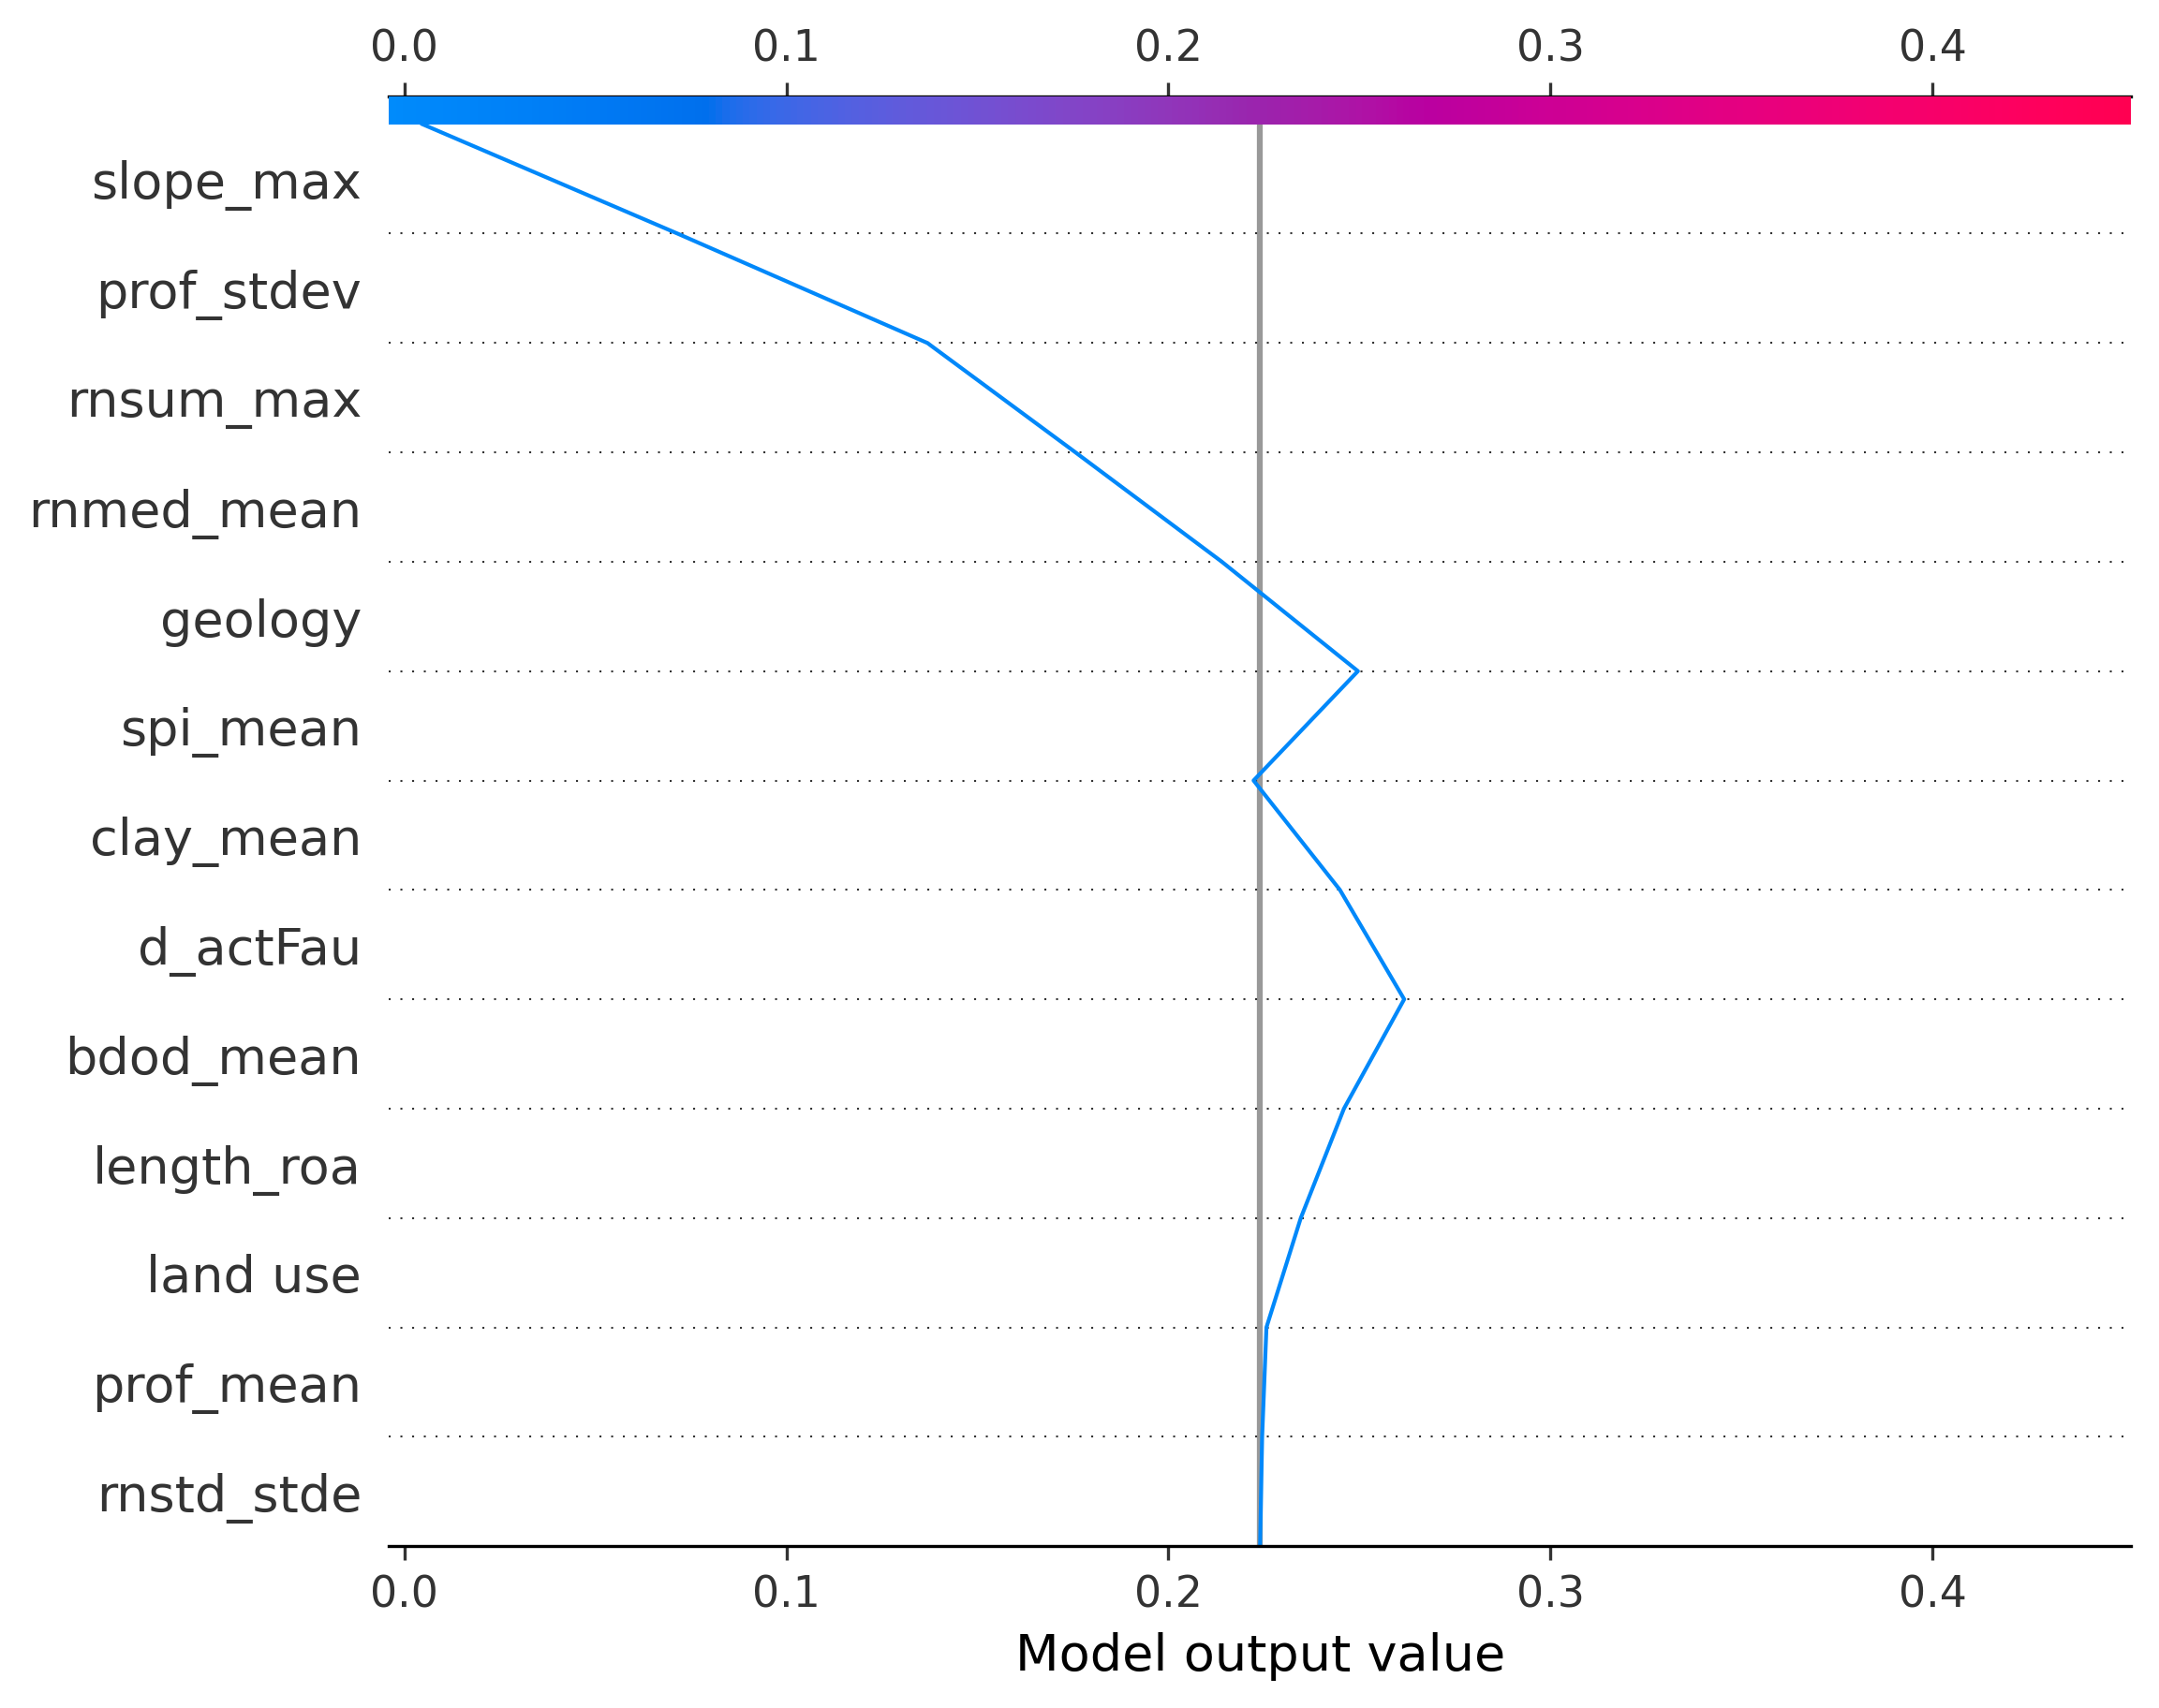 0.0 0.1 0.2 0.3 0.4
slope_max
prof_stdev
rnsum_max
rnmed_mean
geology
spi_mean
clay_mean
d_actFau
bdod_mean
length_roa
land use
prof_mean
rnstd_stde
0.0 0.1 0.2 0.3 0.4
Model output value